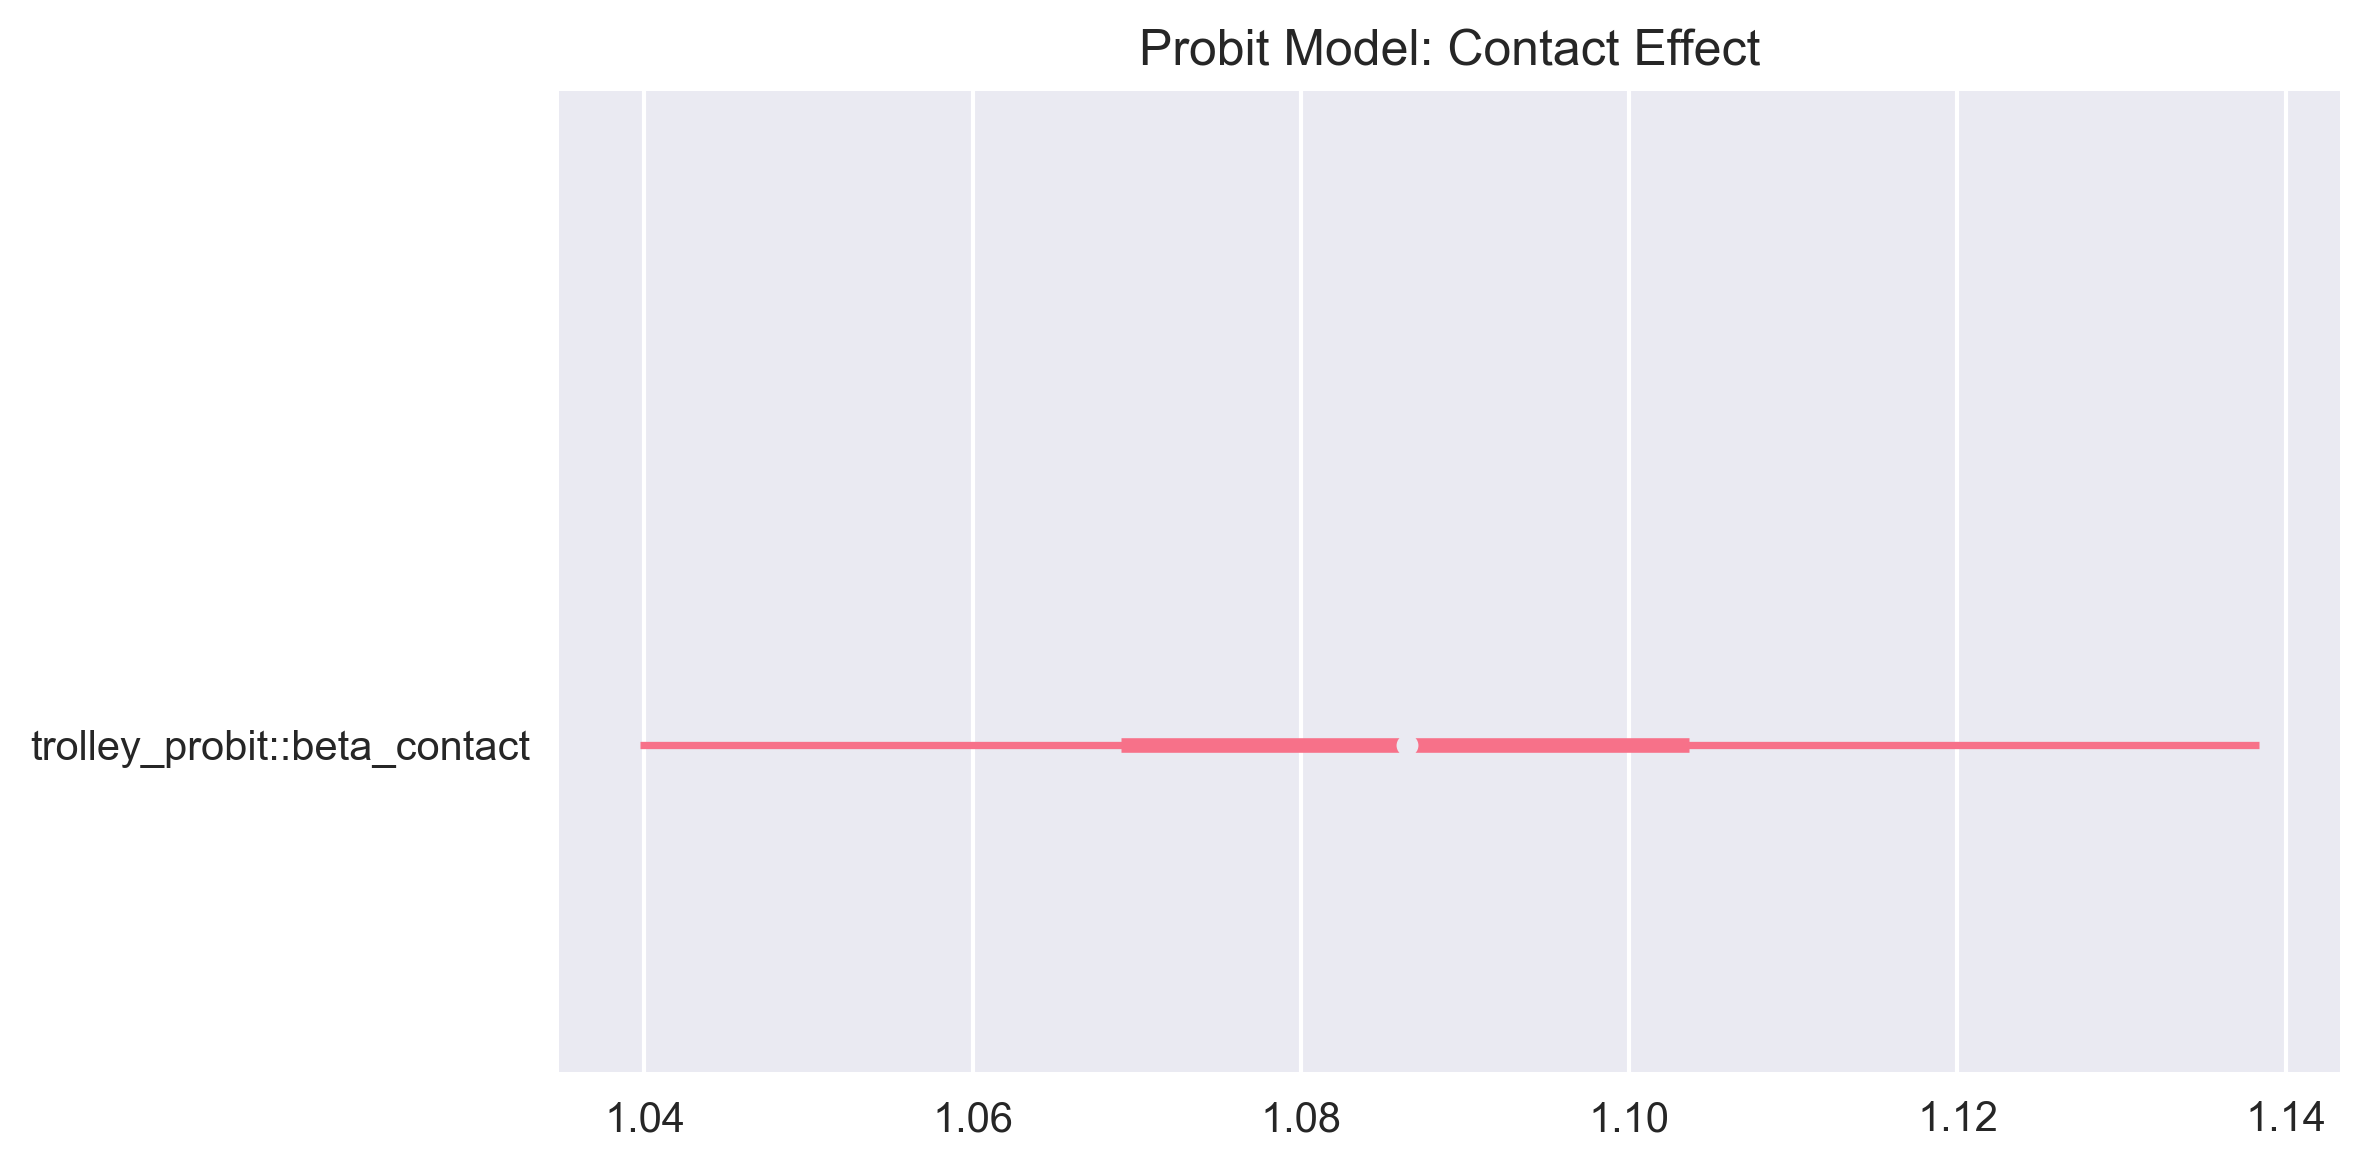 Probit Model: Contact Effect
trolley_probit::beta_contact
1.04 1.06 1.08 1.10 1.12 1.14